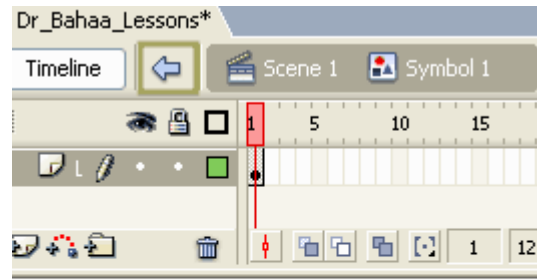 Dr_Bahaa_Lessons*
Timeline Scene 1 Symbol 1
1 5 10 15
L
1 12